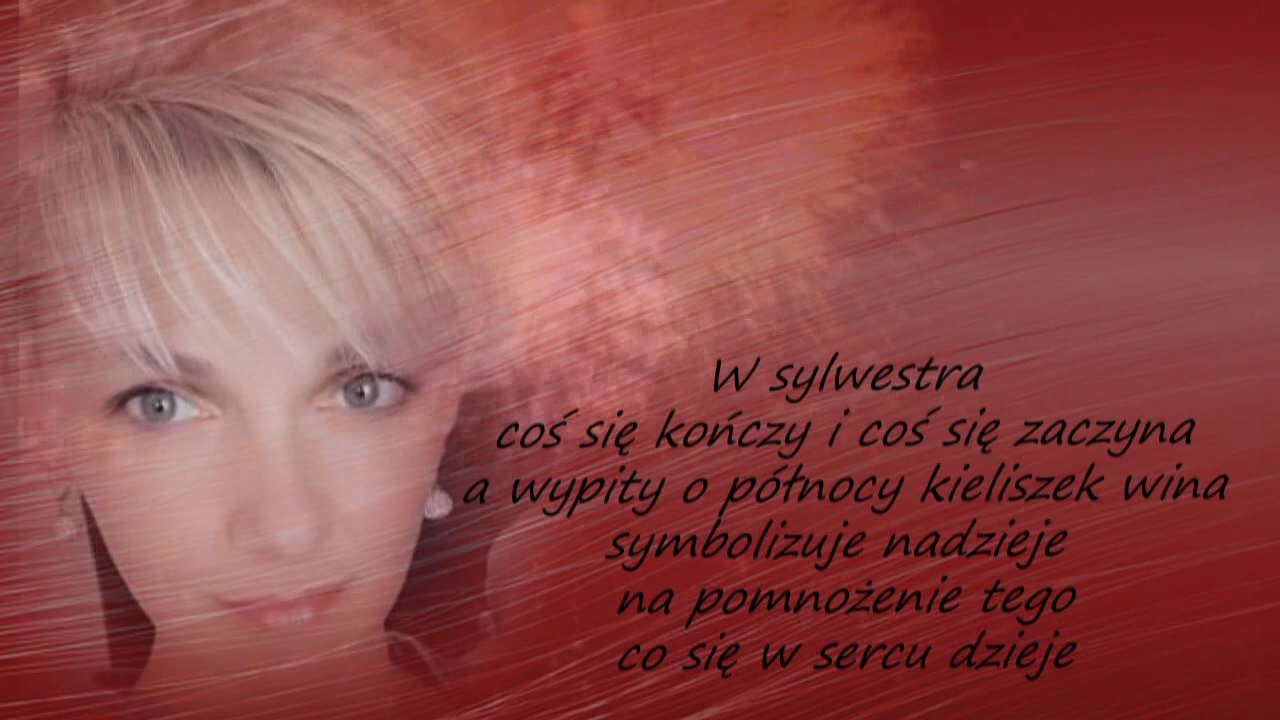 W sylwestra
coś się kończy i coś się zaczyna
a wypity o północy kieliszek wina
symbolizuje nadzieje
na pomnożenie tego
co się w sercu dzieje